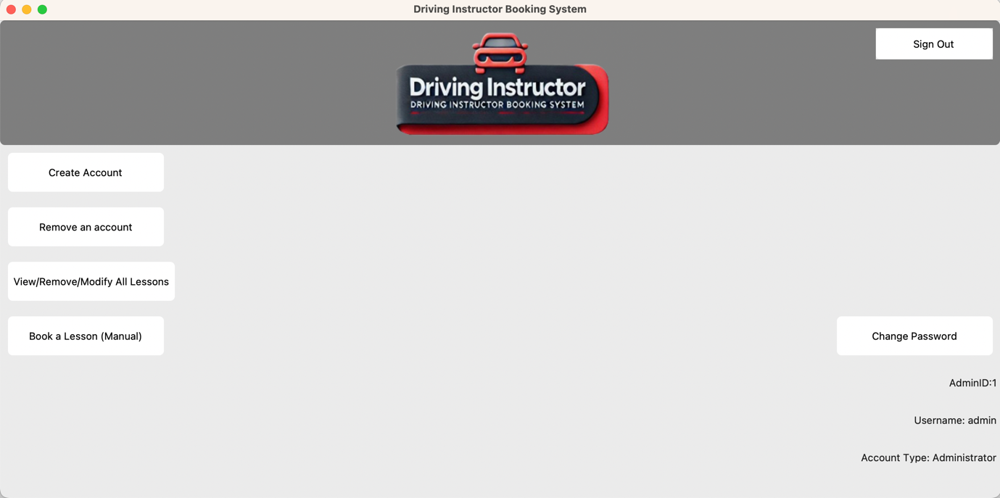 Driving Instructor Booking System
Sign Out
Driving Instructor
DRIVING INSTRUCTOR BOOKING SYSTEM
Create Account
Remove an account
View/Remove/Modify All Lessons
Book a Lesson (Manual)
Change Password
AdminID:1
Username: admin
Account Type: Administrator